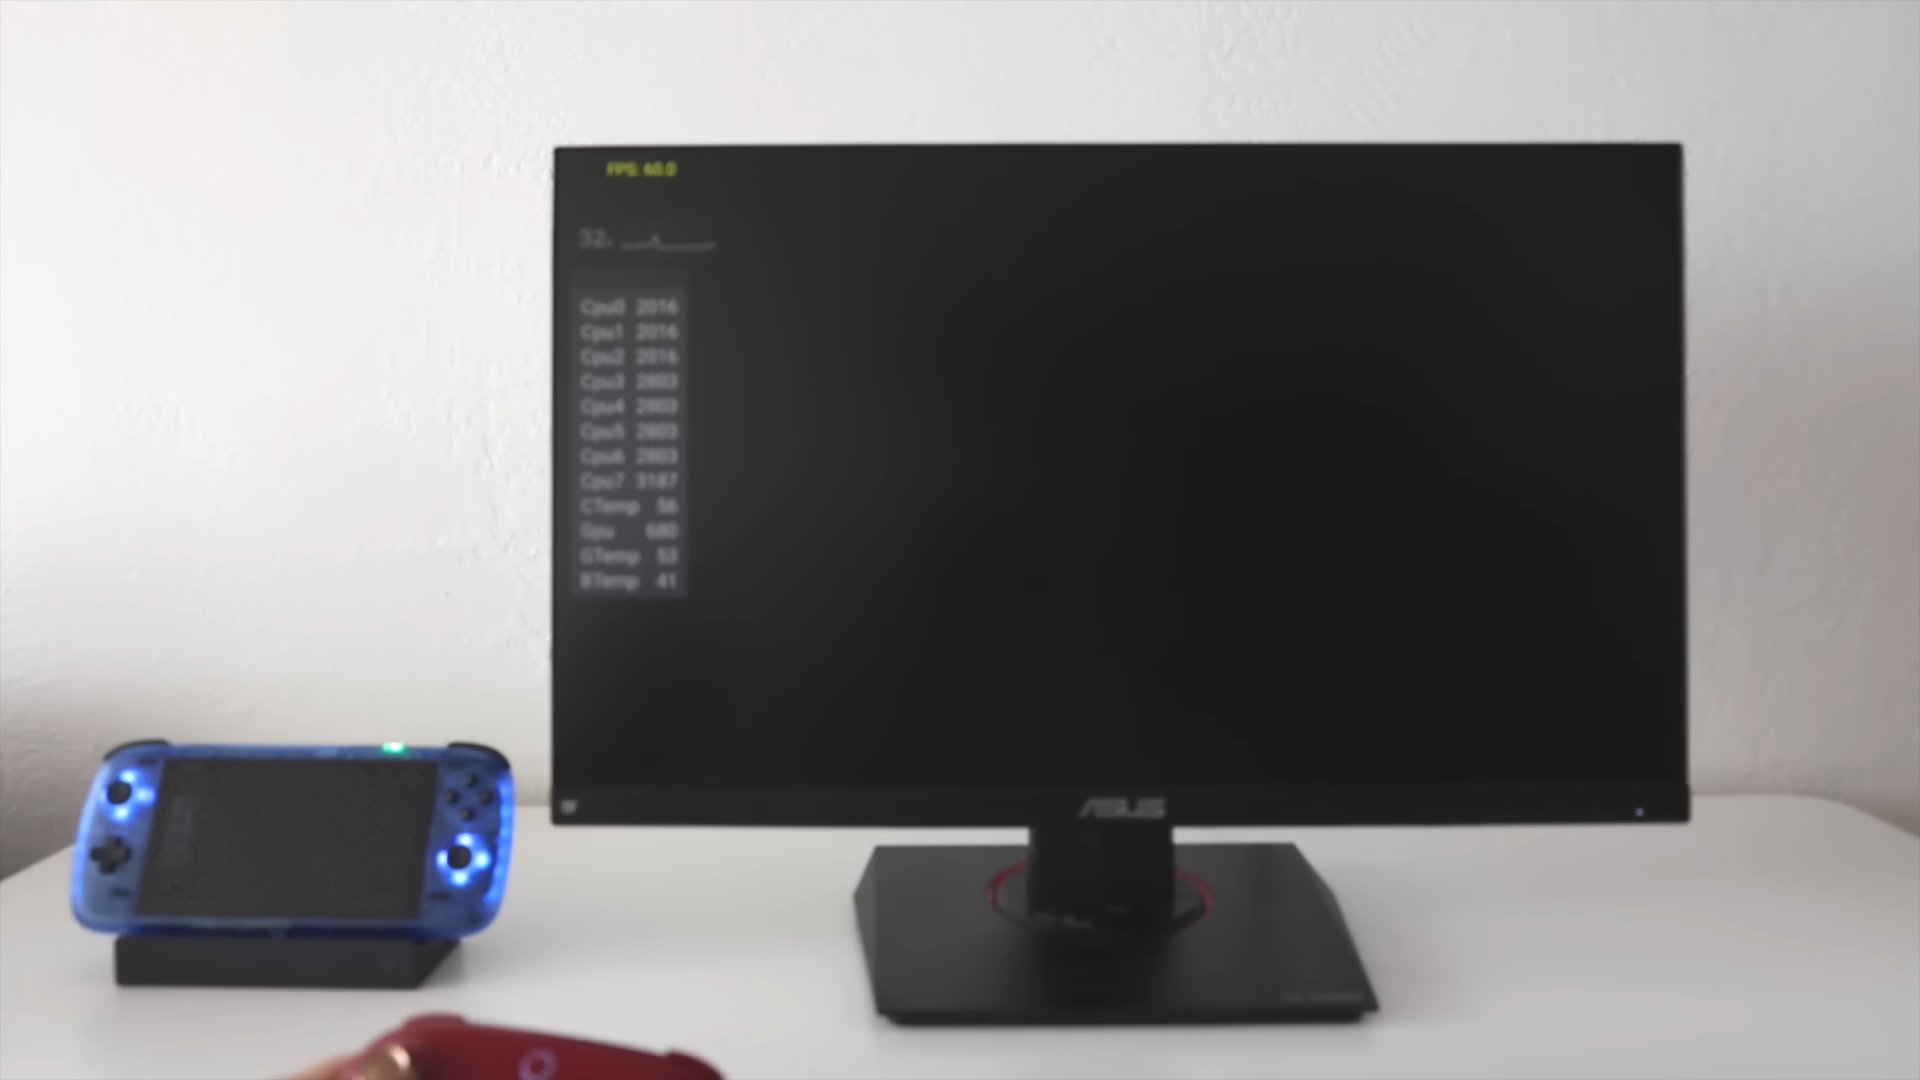 FPS: 60.0
32
Cpu0 2016
Cpu1 2016
Cpu2 2016
Cpu3 2803
Cpu4 2803
Cpu5 2803
Cpu6 2803
Cpu7 3187
CTemp 56
Gpu 680
GTemp 53
BTemp 41
ASUS